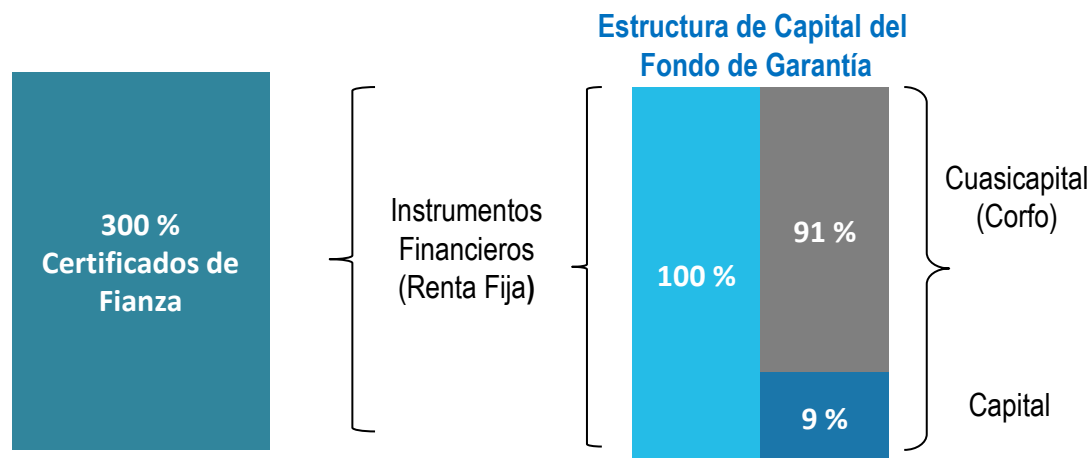 Estructura de Capital del
Fondo de Garantía
300 %
Certificados de
Fianza
Instrumentos
Financieros
(Renta Fija)
100 %
91 %
9 %
Cuasicapital
(Corfo)
Capital